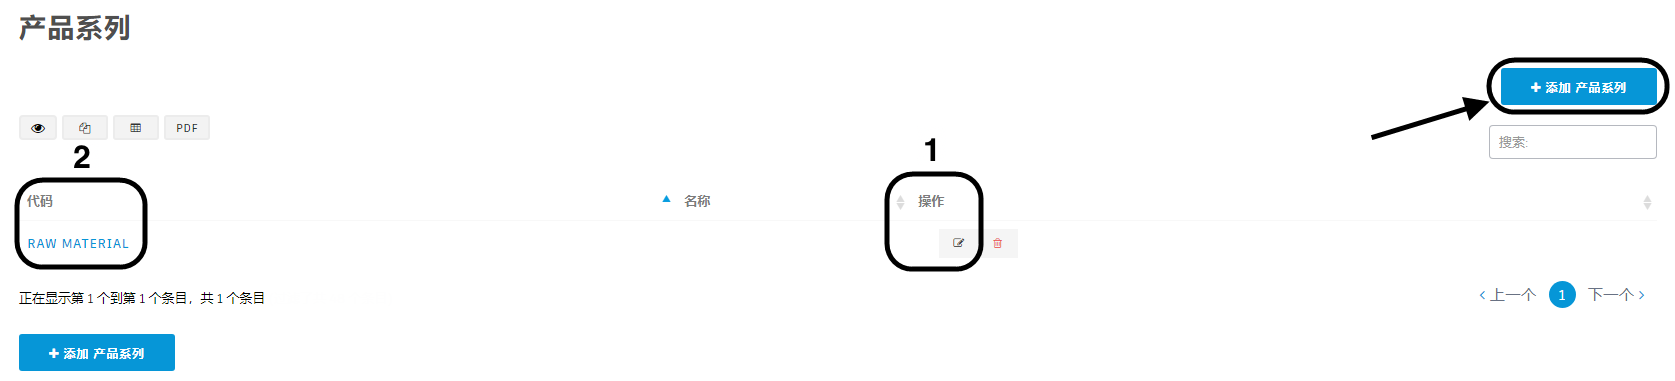 产品系列
添加 产品系列
PDF
搜索:
2
1
代码 名称 操作
RAW MATERIAL
正在显示第 1 个到第 1 个条目，共 1 个条目
上一个 1 下一个
添加 产品系列